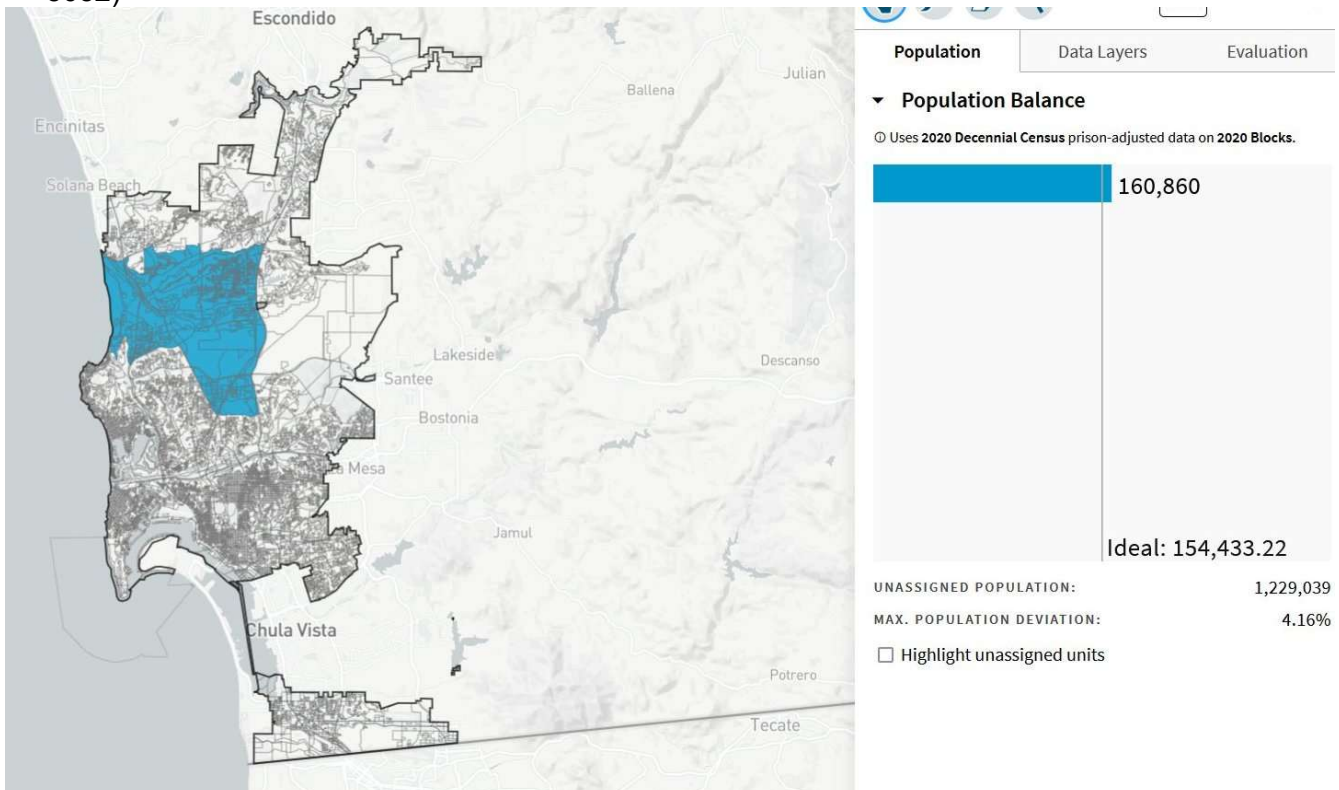 Escondido
Julian
Ballena
Encinitas
Solana Beach
Lakeside
Descanso
Santee
Bostonia
Mesa
Jamul
Chula Vista
Potrero
Tecate
Population
Data Layers
Evaluation
Population Balance
Uses 2020 Decennial Census prison-adjusted data on 2020 Blocks.
160,860
Ideal: 154,433.22
UNASSIGNED POPULATION: 1,229,039
MAX. POPULATION DEVIATION: 4.16%
Highlight unassigned units